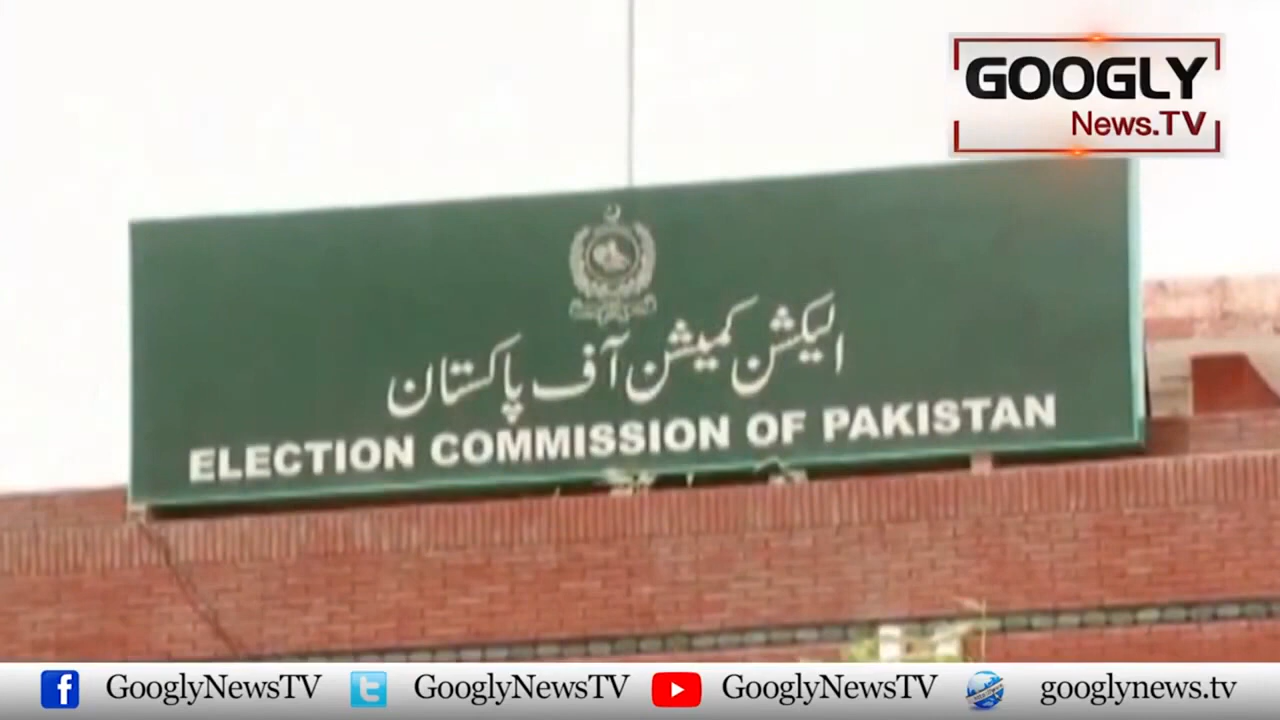 GOOGLY
News.TV
الیکشن کمیشن آف پاکستان
ELECTION COMMISSION OF PAKISTAN
GooglyNewsTV GooglyNewsTV GooglyNewsTV googlynews.tv